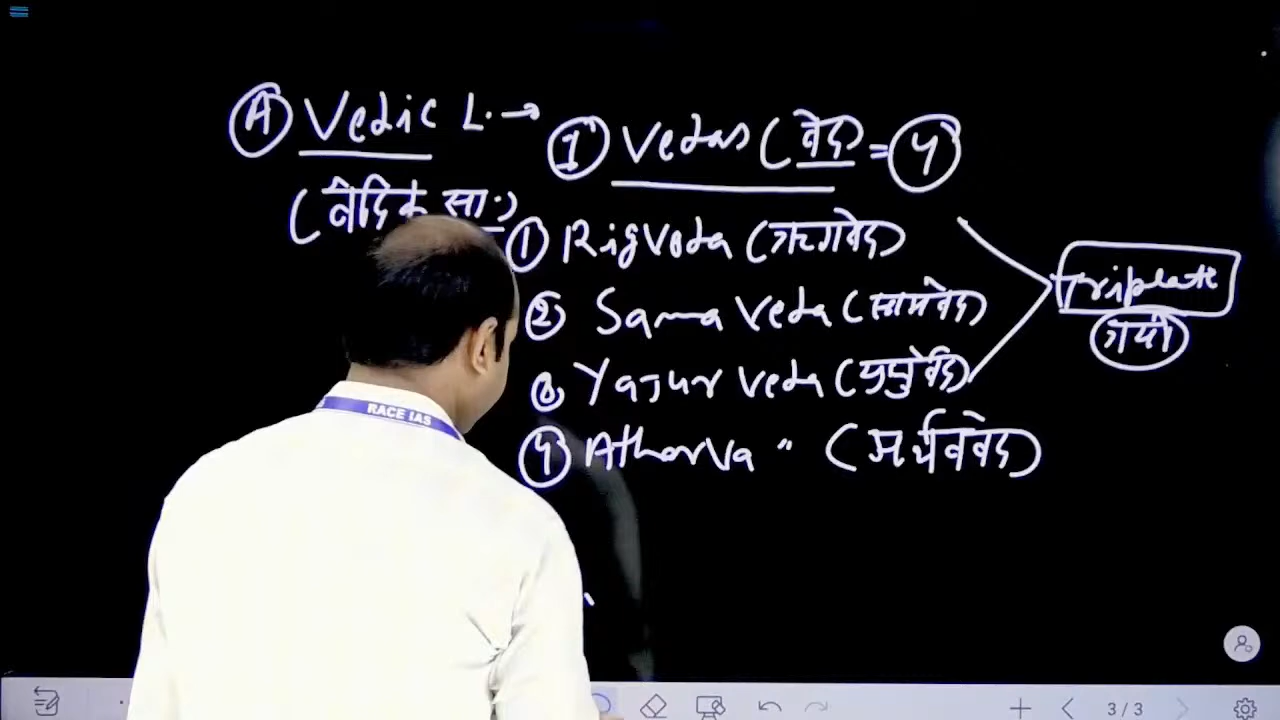 Ⓐ Vedic L. →
(वैदिक सा.)
Ⓘ Vedas (वेद) = ④
① Rigveda (ऋग्वेद)
② Sama Veda (सामवेद)
③ Yajur Veda (यजुर्वेद)
④ Atharva " (अथर्ववेद)
Triplate
(त्रयी)
RACE IAS
3/3